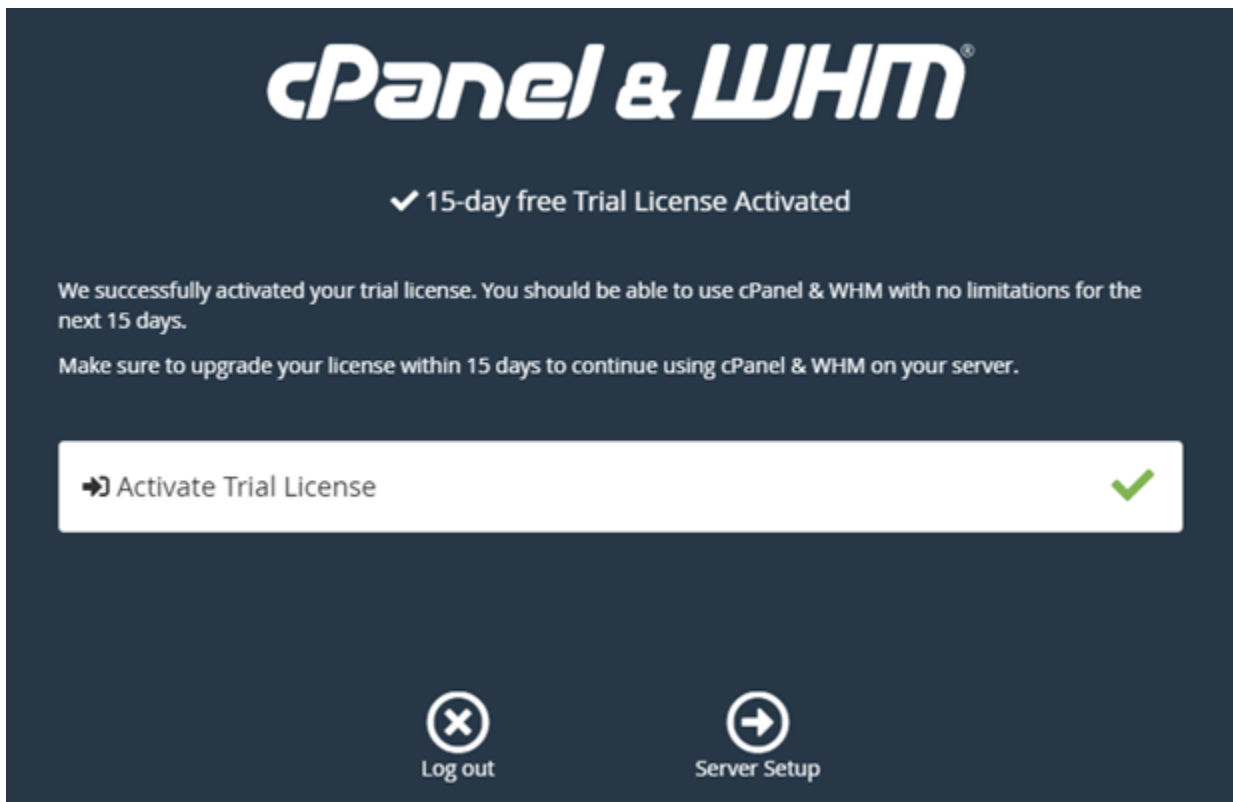 cPanel & WHM®
15-day free Trial License Activated
We successfully activated your trial license. You should be able to use cPanel & WHM with no limitations for the
next 15 days.
Make sure to upgrade your license within 15 days to continue using cPanel & WHM on your server.
Activate Trial License
Log out
Server Setup